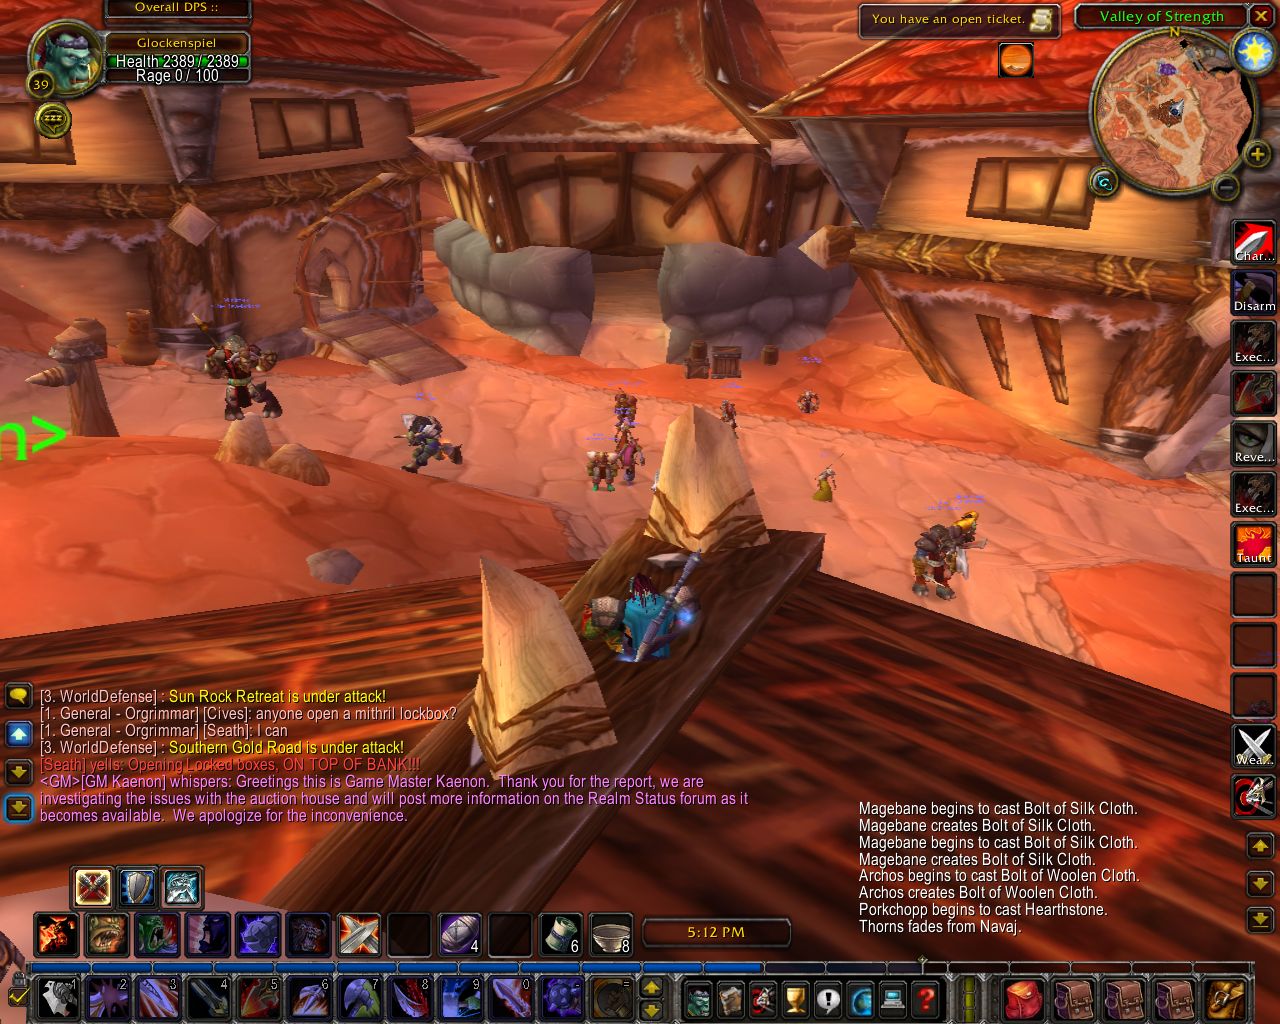 Overall DPS ::
You have an open ticket.
Valley of Strength
N
Glockenspiel
Health 2389 / 2389
Rage 0 / 100
39
zzz
n>
Char...
Disarm
Exec...
Reve...
Exec...
Taunt
Wea...
[3. WorldDefense] : Sun Rock Retreat is under attack!
[1. General - Orgrimmar] [Cives]: anyone open a mithril lockbox?
[1. General - Orgrimmar] [Seath]: I can
[3. WorldDefense] : Southern Gold Road is under attack!
[Seath] yells: Opening Locked boxes, ON TOP OF BANK!!!
<GM>[GM Kaenon] whispers: Greetings this is Game Master Kaenon.  Thank you for the report, we are
investigating the issues with the auction house and will post more information on the Realm Status forum as it
becomes available.  We apologize for the inconvenience.
Magebane begins to cast Bolt of Silk Cloth.
Magebane creates Bolt of Silk Cloth.
Magebane begins to cast Bolt of Silk Cloth.
Magebane creates Bolt of Silk Cloth.
Archos begins to cast Bolt of Woolen Cloth.
Archos creates Bolt of Woolen Cloth.
Porkchopp begins to cast Hearthstone.
Thorns fades from Navaj.
4 6 8
5:12 PM
1 2 3 4 5 6 7 8 9 0 - =